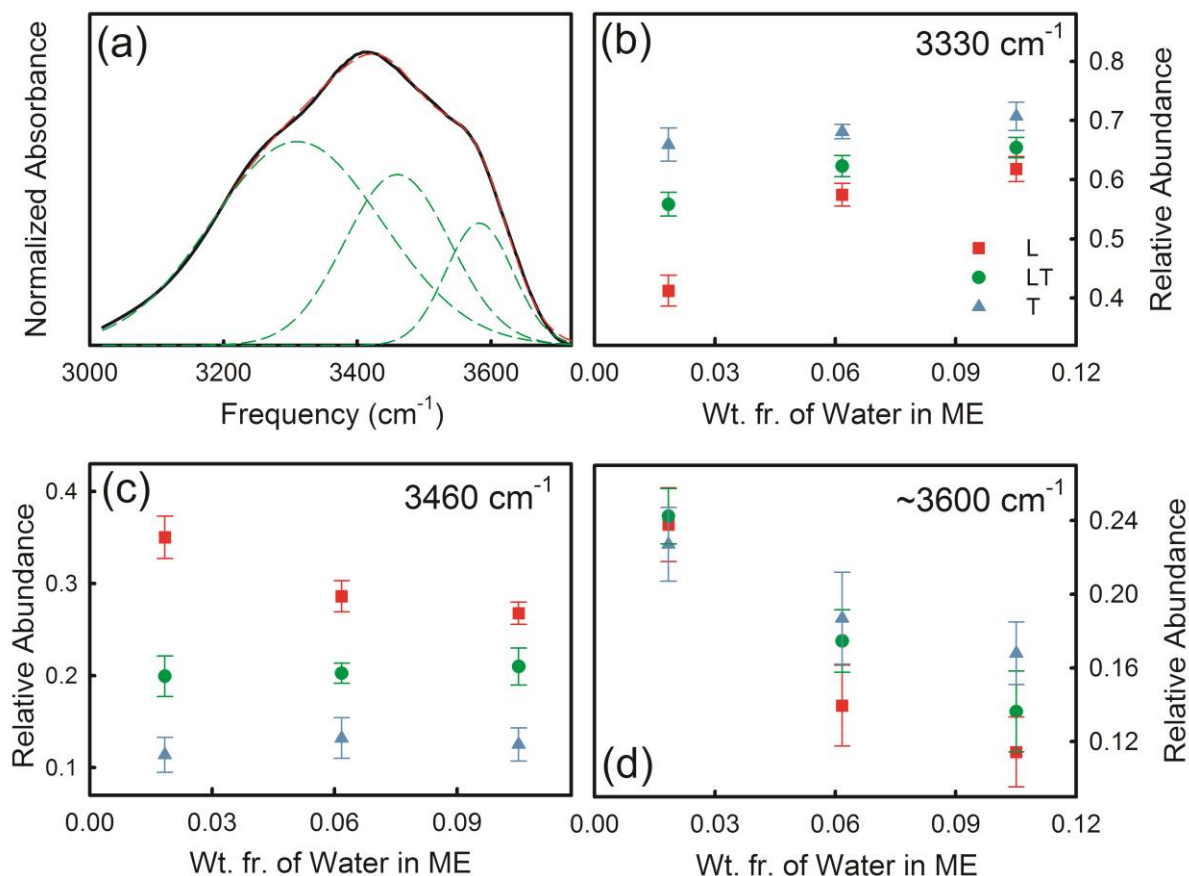 (a)
Normalized Absorbance
3000 3200 3400 3600
Frequency (cm⁻¹)
(b)
3330 cm⁻¹
0.8
0.7
0.6
0.5
0.4
Relative Abundance
L
LT
T
0.00 0.03 0.06 0.09 0.12
Wt. fr. of Water in ME
(c)
3460 cm⁻¹
0.4
0.3
0.2
0.1
Relative Abundance
0.00 0.03 0.06 0.09
Wt. fr. of Water in ME
~3600 cm⁻¹
(d)
0.24
0.20
0.16
0.12
Relative Abundance
0.00 0.03 0.06 0.09 0.12
Wt. fr. of Water in ME